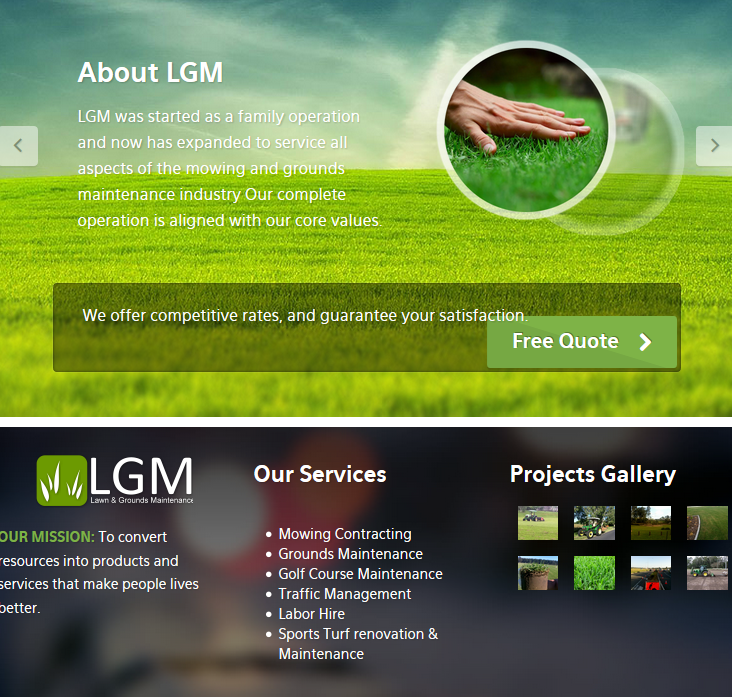 About LGM
LGM was started as a family operation
and now has expanded to service all
aspects of the mowing and grounds
maintenance industry Our complete
operation is aligned with our core values.
We offer competitive rates, and guarantee your satisfaction.
Free Quote
LGM
Lawn & Grounds Maintenance
OUR MISSION: To convert
resources into products and
services that make people lives
better.
Our Services
Mowing Contracting
Grounds Maintenance
Golf Course Maintenance
Traffic Management
Labor Hire
Sports Turf renovation &
Maintenance
Projects Gallery